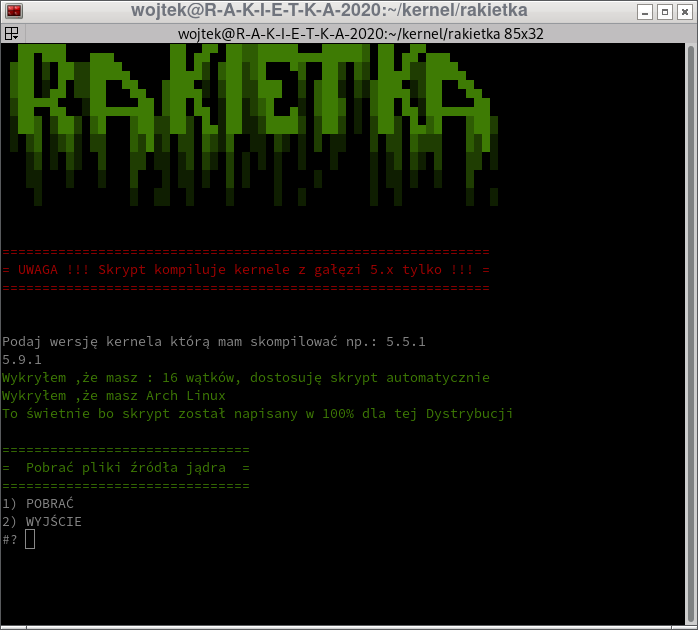 wojtek@R-A-K-I-E-T-K-A-2020:~/kernel/rakietka
wojtek@R-A-K-I-E-T-K-A-2020:~/kernel/rakietka 85x32
RAKIETKA
=============================================================
= UWAGA !!! Skrypt kompiluje kernele z gałęzi 5.x tylko !!! =
=============================================================
Podaj wersję kernela którą mam skompilować np.: 5.5.1
5.9.1
Wykryłem ,że masz : 16 wątków, dostosuję skrypt automatycznie
Wykryłem ,że masz Arch Linux
To świetnie bo skrypt został napisany w 100% dla tej Dystrybucji
===============================
=  Pobrać pliki źródła jądra  =
===============================
1) POBRAĆ
2) WYJŚCIE
#?